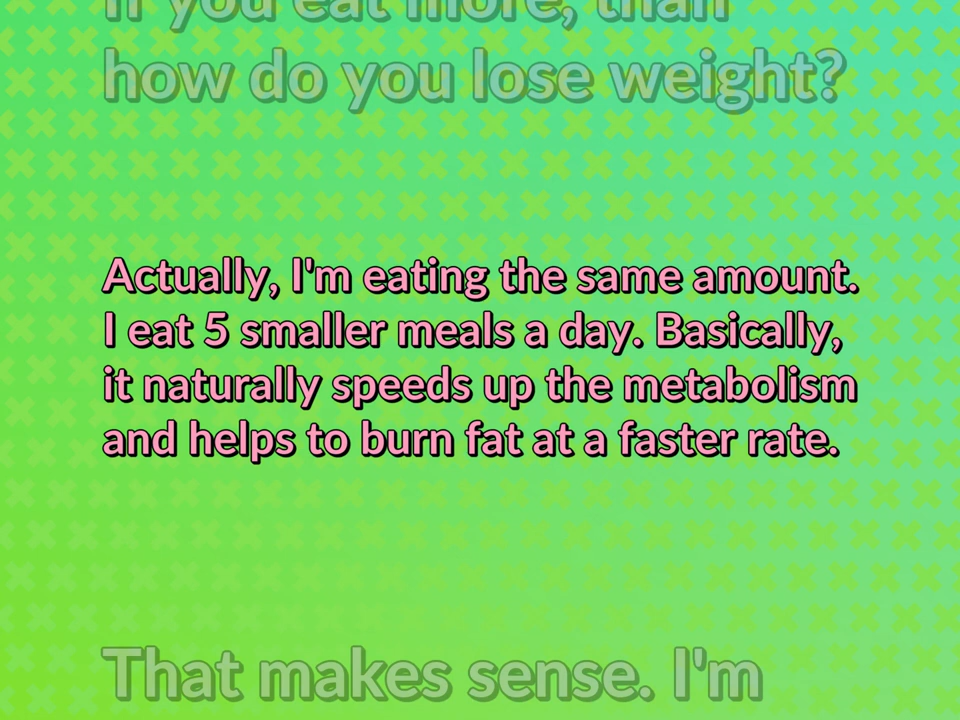 If you eat more, than
how do you lose weight?
Actually, I'm eating the same amount.
I eat 5 smaller meals a day. Basically,
it naturally speeds up the metabolism
and helps to burn fat at a faster rate.
That makes sense. I'm